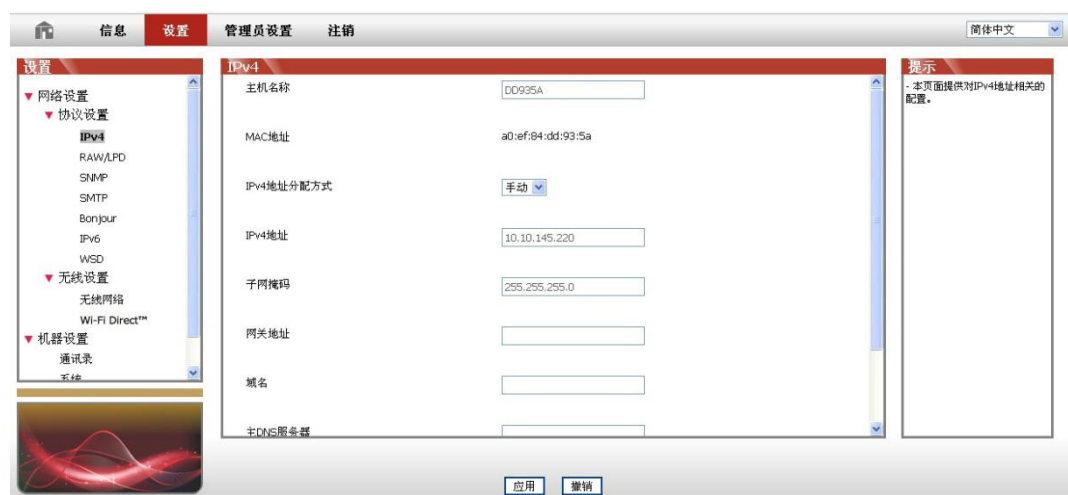 信息 设置 管理员设置 注销 简体中文
设置
网络设置
协议设置
IPv4
RAW/LPD
SNMP
SMTP
Bonjour
IPv6
WSD
无线设置
无线网络
Wi-Fi Direct™
机器设置
通讯录
系统
IPv4
主机名称 DD935A
MAC地址 a0:ef:84:dd:93:5a
IPv4地址分配方式 手动
IPv4地址 10.10.145.220
子网掩码 255.255.255.0
网关地址
域名
主DNS服务器
应用 撤销
提示
- 本页面提供对IPv4地址相关的
配置。